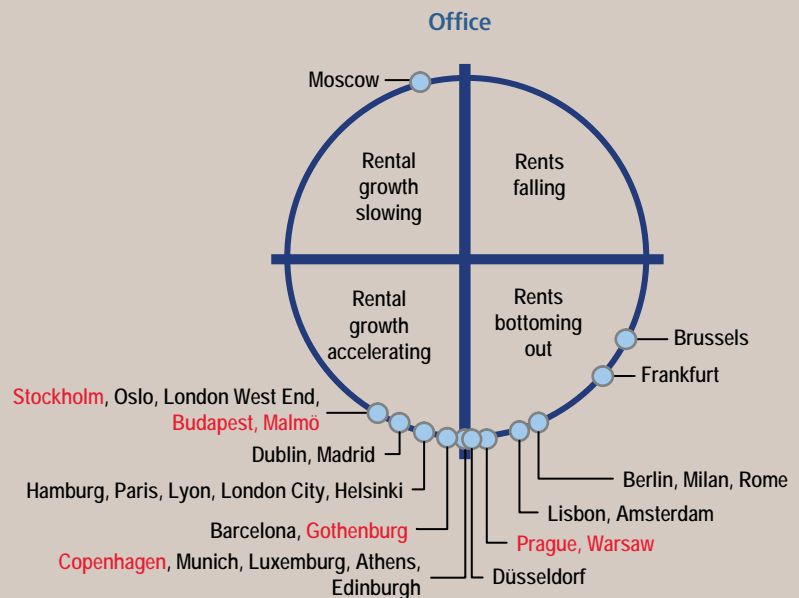 Office
Moscow
Rental
growth
slowing
Rents
falling
Rental
growth
accelerating
Rents
bottoming
out
Brussels
Frankfurt
Stockholm, Oslo, London West End,
Budapest, Malmö
Dublin, Madrid
Hamburg, Paris, Lyon, London City, Helsinki
Barcelona, Gothenburg
Copenhagen, Munich, Luxemburg, Athens,
Edinburgh
Berlin, Milan, Rome
Lisbon, Amsterdam
Prague, Warsaw
Düsseldorf